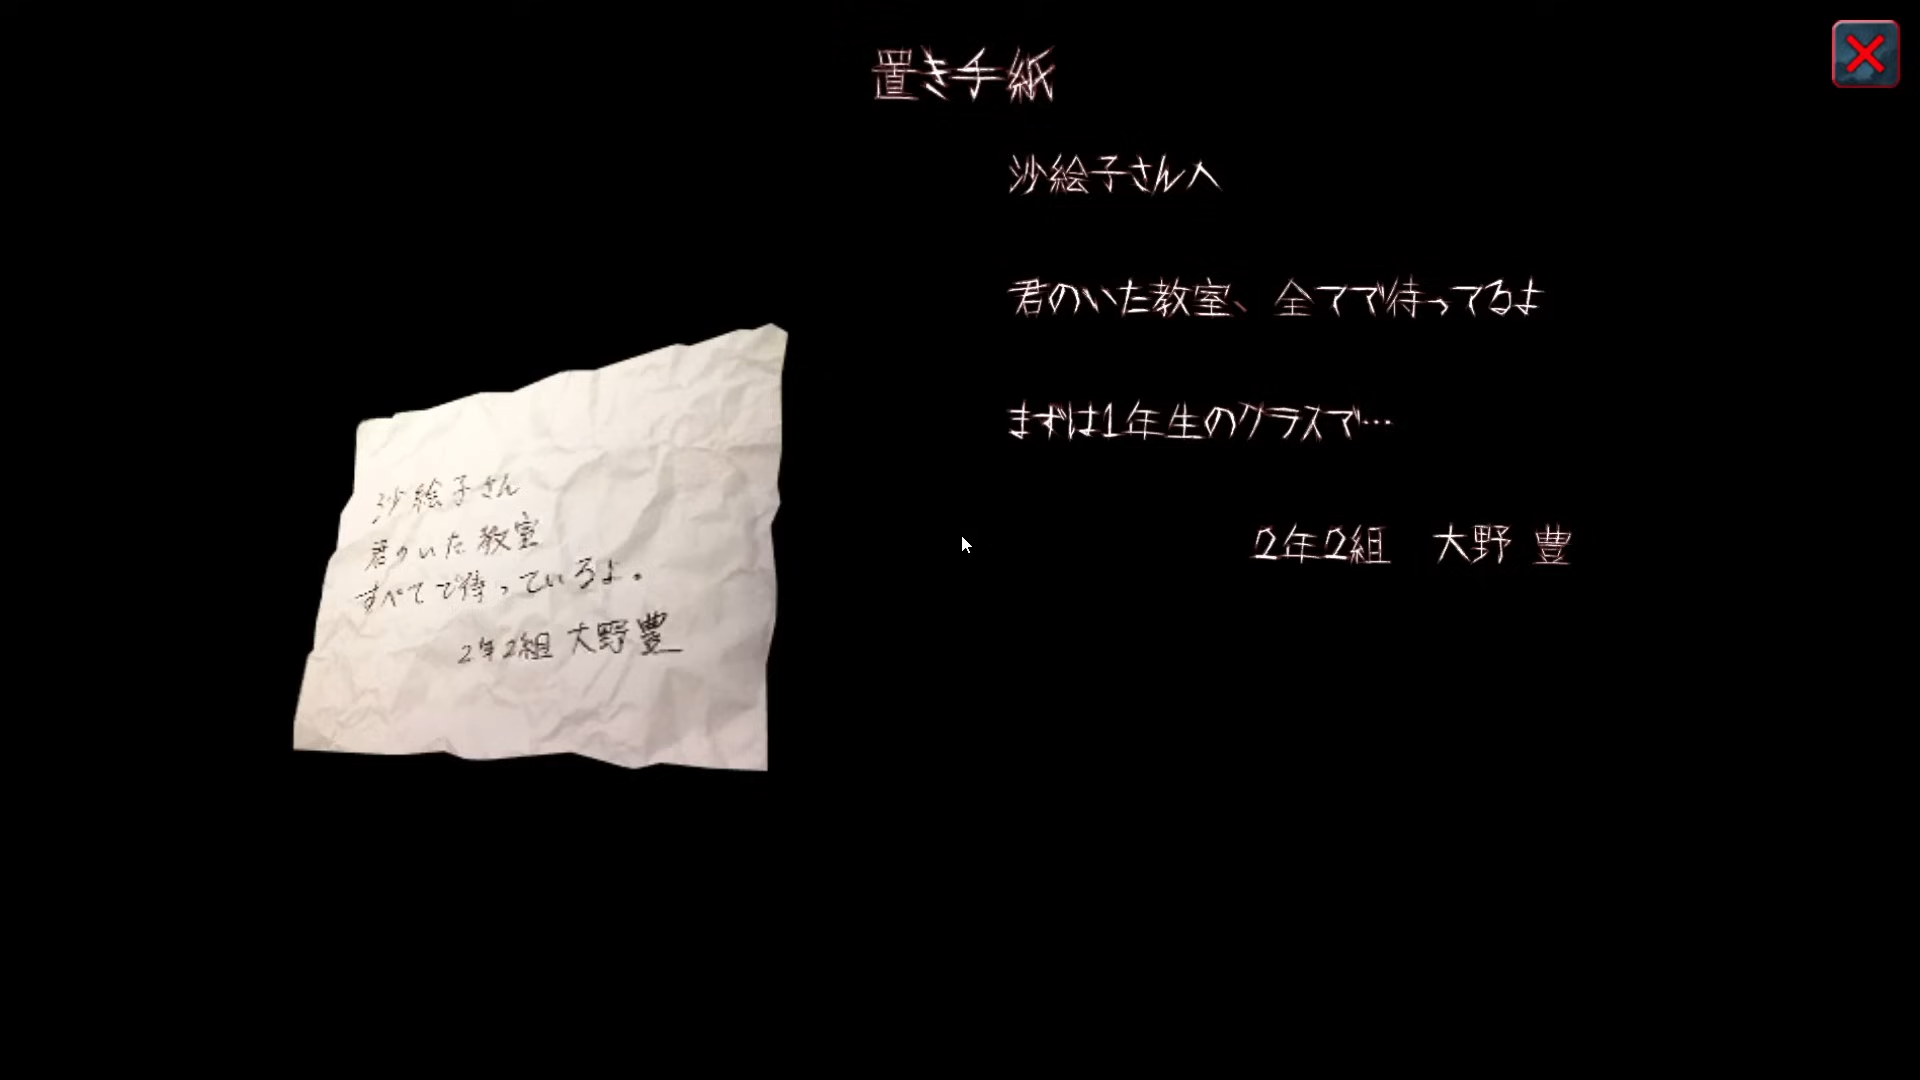 置き手紙
沙絵子さん
君のいた教室
すべてで待っているよ。
2年2組 大野豊
沙絵子さんへ
君のいた教室、全てで待ってるよ
まずは1年生のクラスで…
2年2組　大野 豊